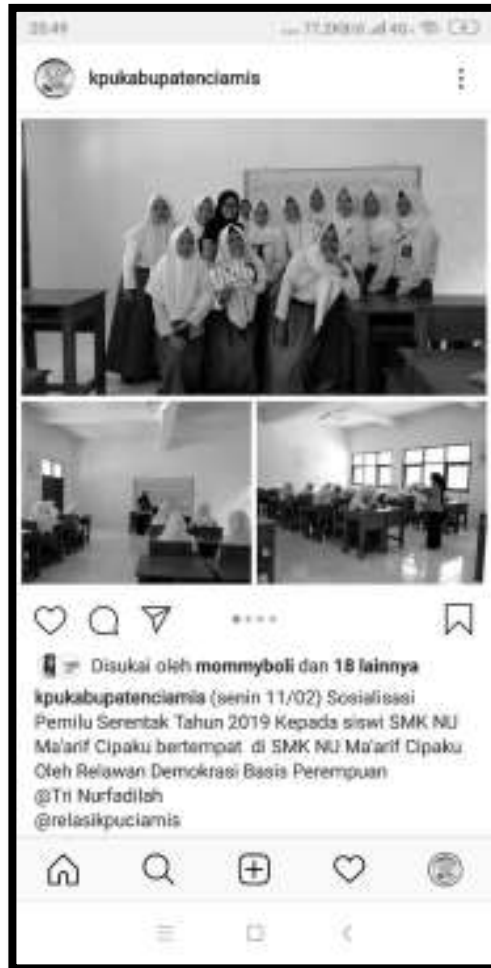 20:49
kpukabupatenciamis
Disukai oleh mommyboli dan 18 lainnya
kpukabupatenciamis (senin 11/02) Sosialisasi
Pemilu Serentak Tahun 2019 Kepada siswi SMK NU
Ma'arif Cipaku bertempat di SMK NU Ma'arif Cipaku
Oleh Relawan Demokrasi Basis Perempuan
@Tri Nurfadilah
@relasikpuciamis